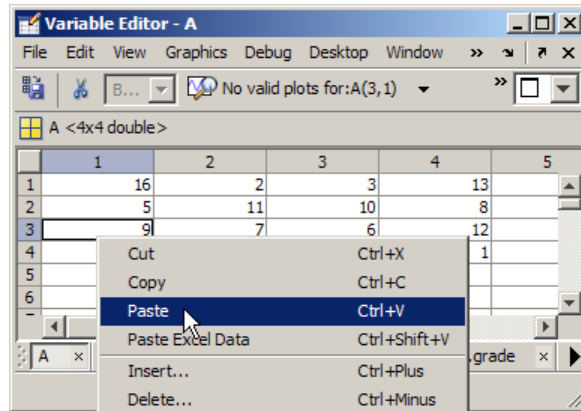 Variable Editor - A
File Edit View Graphics Debug Desktop Window »
B... No valid plots for:A(3,1) »
A <4x4 double>
1 2 3 4 5
1 16 2 3 13
2 5 11 10 8
3 9 7 6 12
4 1
5
6
Cut Ctrl+X
Copy Ctrl+C
Paste Ctrl+V
Paste Excel Data Ctrl+Shift+V
A × .grade ×
Insert... Ctrl+Plus
Delete... Ctrl+Minus